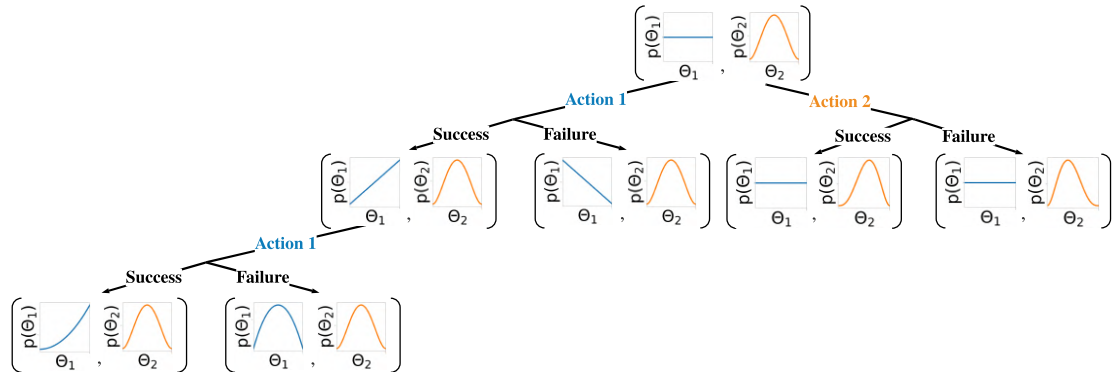 p(Θ1) p(Θ2)
Θ1 , Θ2
Action 1 Action 2
Success Failure Success Failure
p(Θ1) p(Θ2) p(Θ1) p(Θ2) p(Θ1) p(Θ2) p(Θ1) p(Θ2)
Θ1 , Θ2 Θ1 , Θ2 Θ1 , Θ2 Θ1 , Θ2
Action 1
Success Failure
p(Θ1) p(Θ2) p(Θ1) p(Θ2)
Θ1 , Θ2 Θ1 , Θ2